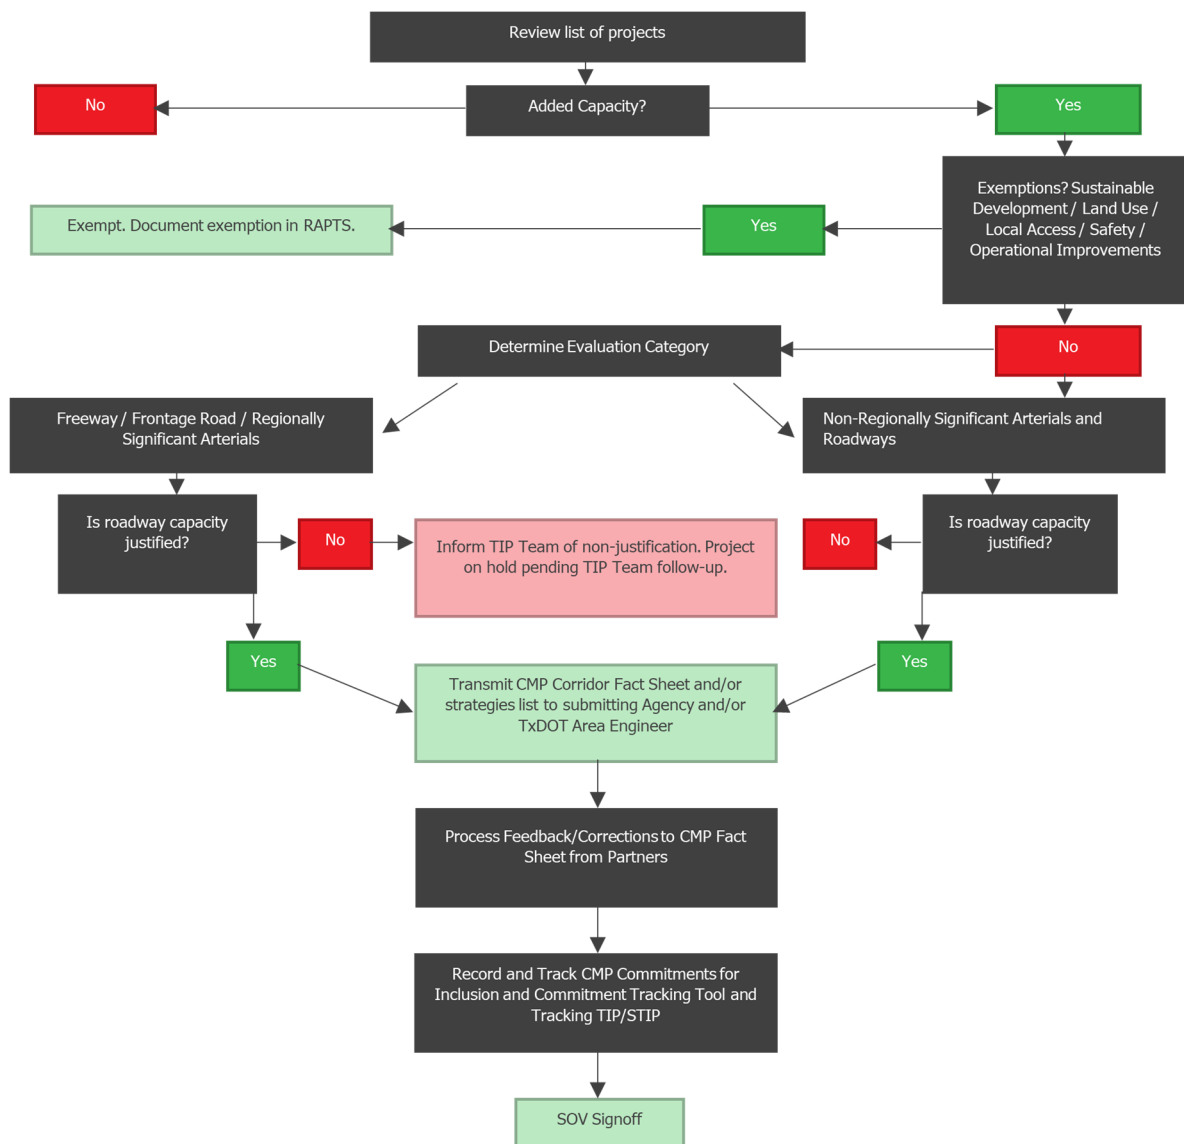 Review list of projects
No
Added Capacity?
Yes
Exemptions? Sustainable
Development / Land Use /
Local Access / Safety /
Operational Improvements
Exempt. Document exemption in RAPTS.
Yes
Determine Evaluation Category
No
Freeway / Frontage Road / Regionally
Significant Arterials
Non-Regionally Significant Arterials and
Roadways
Is roadway capacity
justified?
No
Inform TIP Team of non-justification. Project
on hold pending TIP Team follow-up.
No
Is roadway capacity
justified?
Yes
Transmit CMP Corridor Fact Sheet and/or
strategies list to submitting Agency and/or
TxDOT Area Engineer
Yes
Process Feedback/Corrections to CMP Fact
Sheet from Partners
Record and Track CMP Commitments for
Inclusion and Commitment Tracking Tool and
Tracking TIP/STIP
SOV Signoff